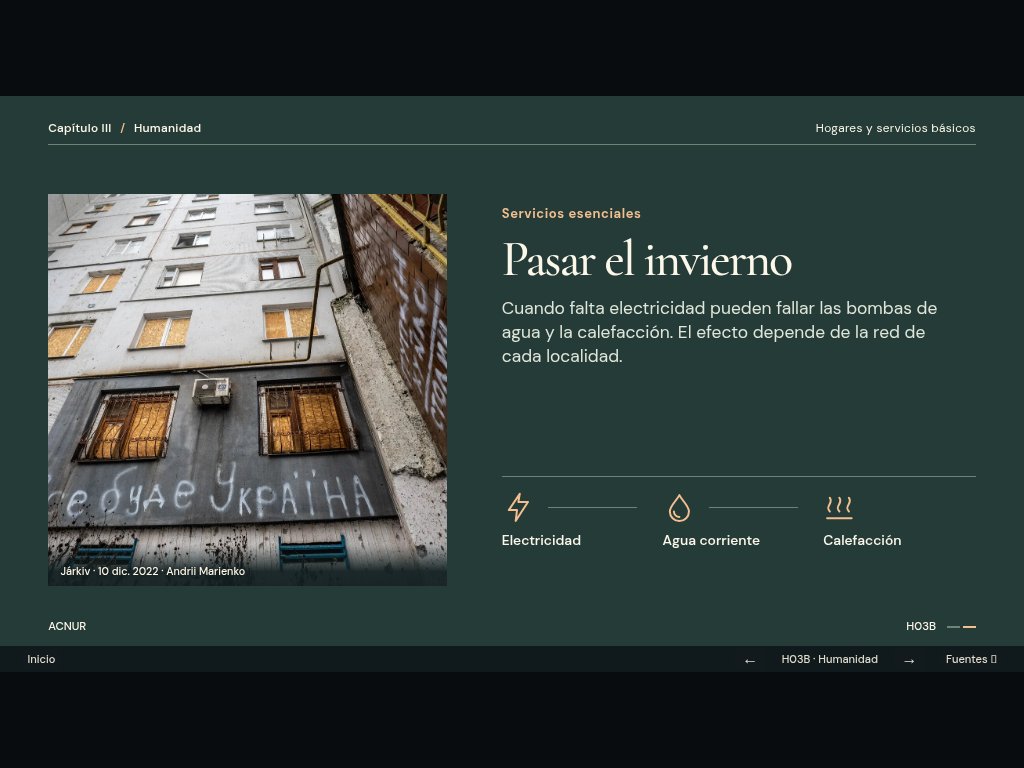 Capítulo III / Humanidad
Hogares y servicios básicos
Servicios esenciales
Pasar el invierno
Cuando falta electricidad pueden fallar las bombas de
agua y la calefacción. El efecto depende de la red de
cada localidad.
се буде Україна
Járkiv · 10 dic. 2022 · Andrii Marienko
Electricidad
Agua corriente
Calefacción
ACNUR
H03B
Inicio
← H03B · Humanidad →
Fuentes